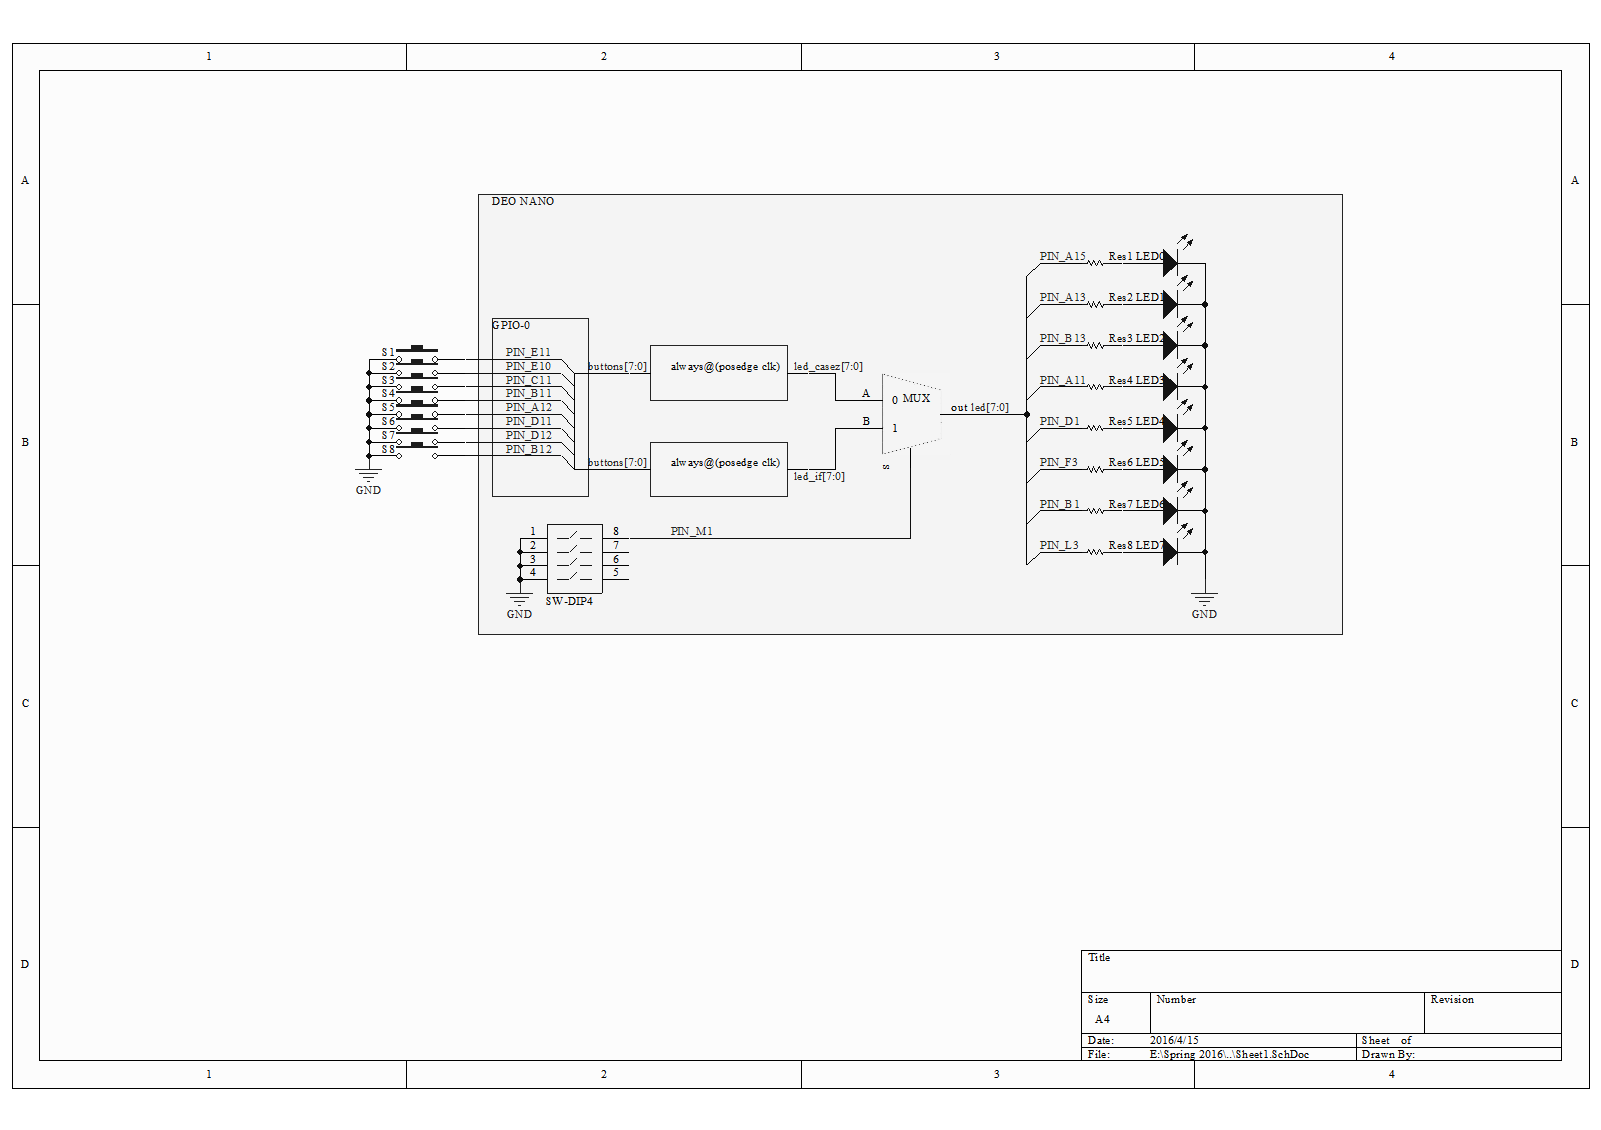 1 2 3 4
A A
DEO NANO
PIN_A15 Res1 LED0
PIN_A13 Res2 LED1
PIN_B13 Res3 LED2
PIN_A11 Res4 LED3
PIN_D1 Res5 LED4
PIN_F3 Res6 LED5
PIN_B1 Res7 LED6
PIN_L3 Res8 LED7
GND
GPIO-0
S1 PIN_E11
S2 PIN_E10
S3 PIN_C11
S4 PIN_B11
S5 PIN_A12
S6 PIN_D11
S7 PIN_D12
S8 PIN_B12
GND
buttons[7:0] always@(posedge clk) led_casez[7:0]
buttons[7:0] always@(posedge clk) led_if[7:0]
A 0 MUX
B 1
s
out led[7:0]
B B
1 8 PIN_M1
2 7
3 6
4 5
SW-DIP4
GND
C C
D D
Title
Size Number Revision
A4
Date: 2016/4/15 Sheet of
File: E:\Spring 2016\..\Sheet1.SchDoc Drawn By:
1 2 3 4